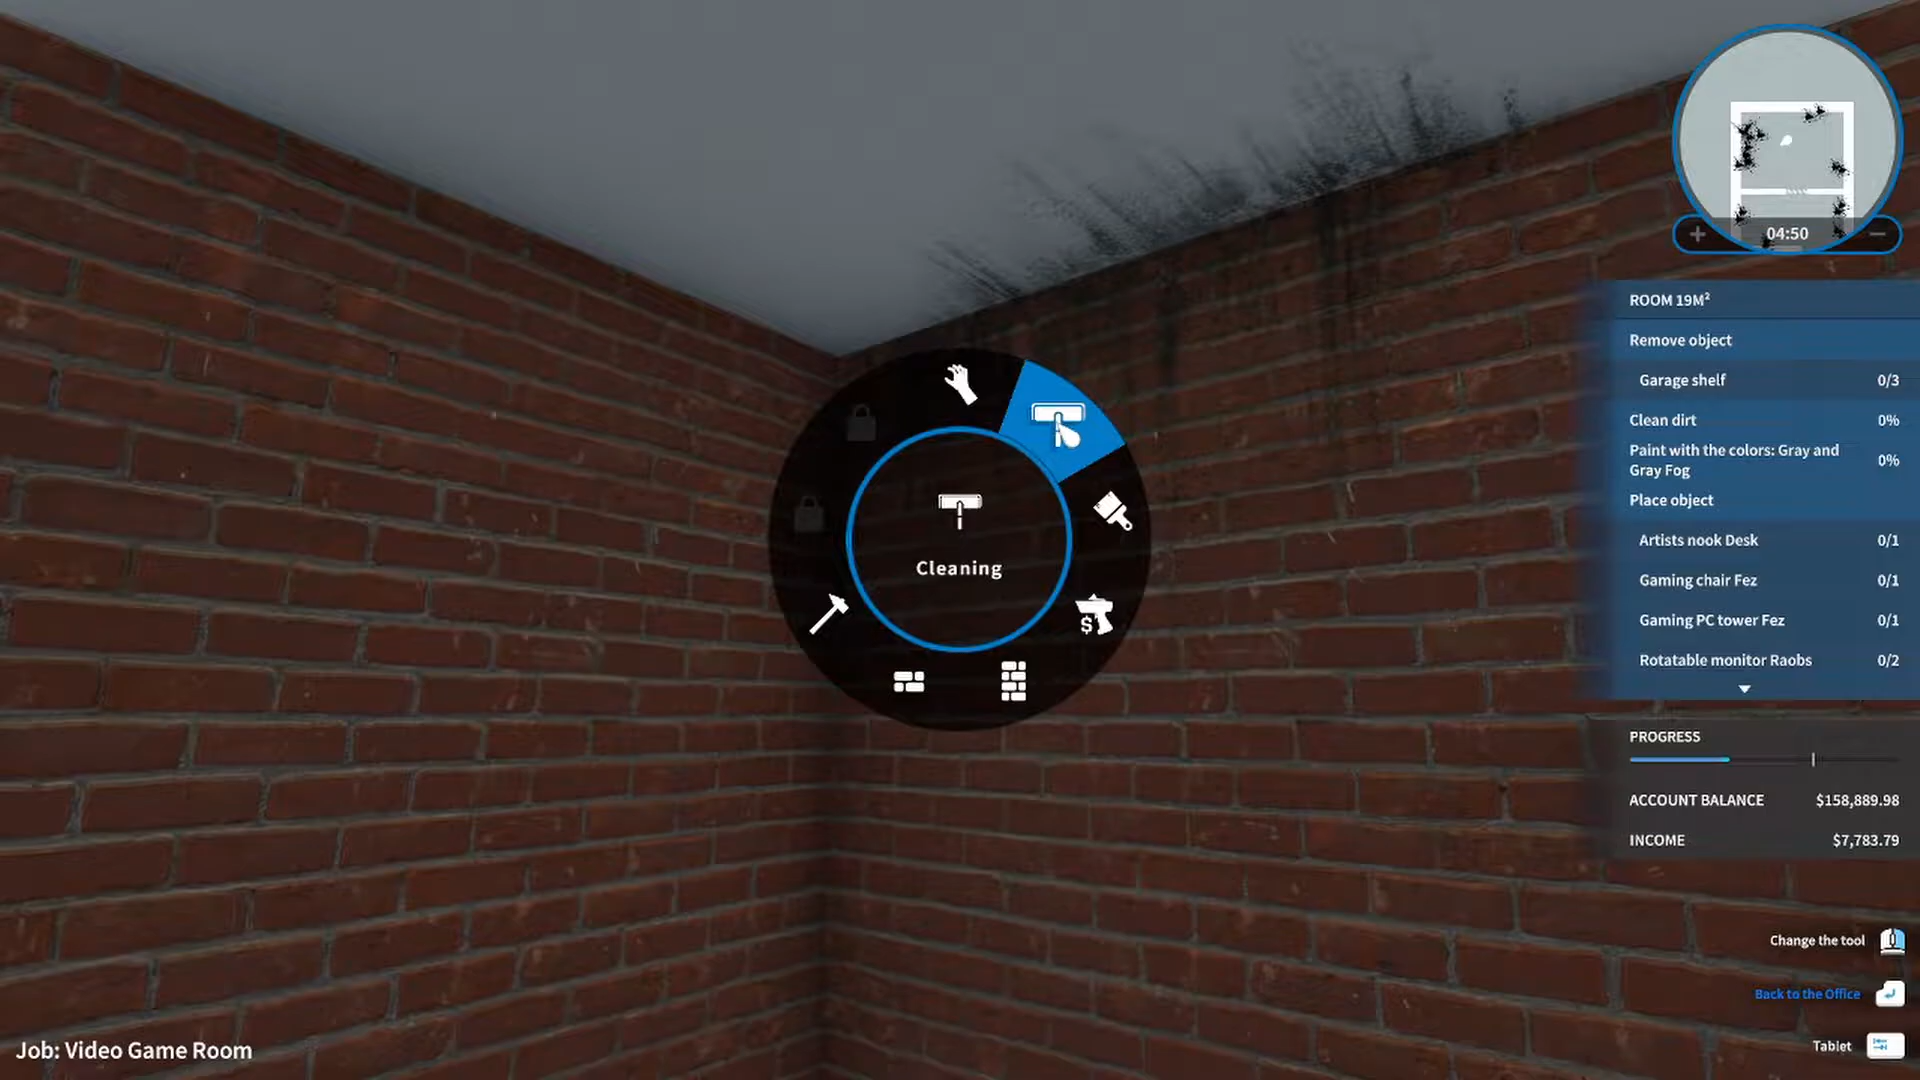 04:50
ROOM 19M²
Remove object
Garage shelf 0/3
Clean dirt 0%
Paint with the colors: Gray and
Gray Fog 0%
Place object
Artists nook Desk 0/1
Gaming chair Fez 0/1
Gaming PC tower Fez 0/1
Rotatable monitor Raobs 0/2
Cleaning
$
PROGRESS
ACCOUNT BALANCE $158,889.98
INCOME $7,783.79
Change the tool
Back to the Office
Tablet
Job: Video Game Room